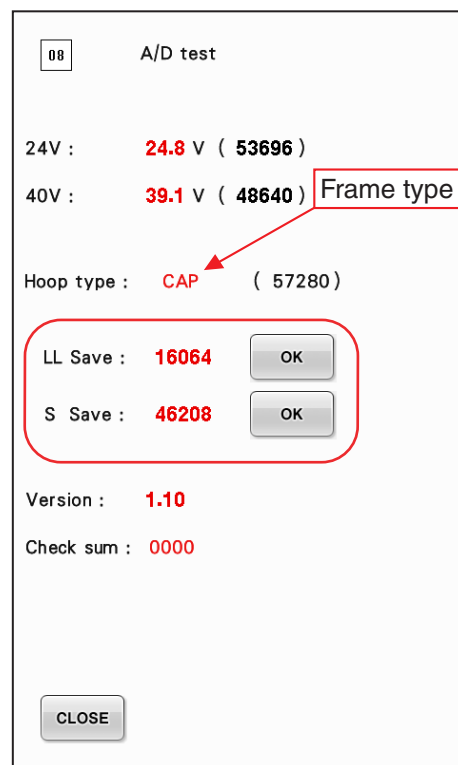 08 A/D test
24V : 24.8 V ( 53696 )
40V : 39.1 V ( 48640 )
Frame type
Hoop type : CAP ( 57280 )
LL Save : 16064 OK
S Save : 46208 OK
Version : 1.10
Check sum : 0000
CLOSE